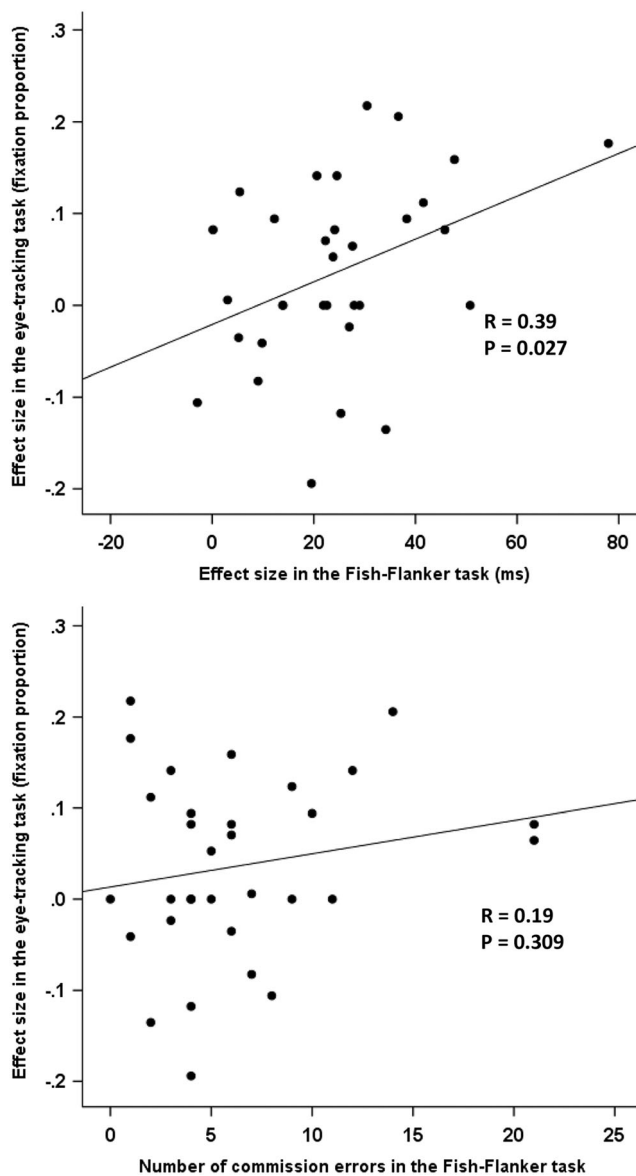 Effect size in the eye-tracking task (fixation proportion)
.3
.2
.1
.0
-.1
-.2
R = 0.39
P = 0.027
-20 0 20 40 60 80
Effect size in the Fish-Flanker task (ms)
Effect size in the eye-tracking task (fixation proportion)
.3
.2
.1
.0
-.1
-.2
R = 0.19
P = 0.309
0 5 10 15 20 25
Number of commission errors in the Fish-Flanker task